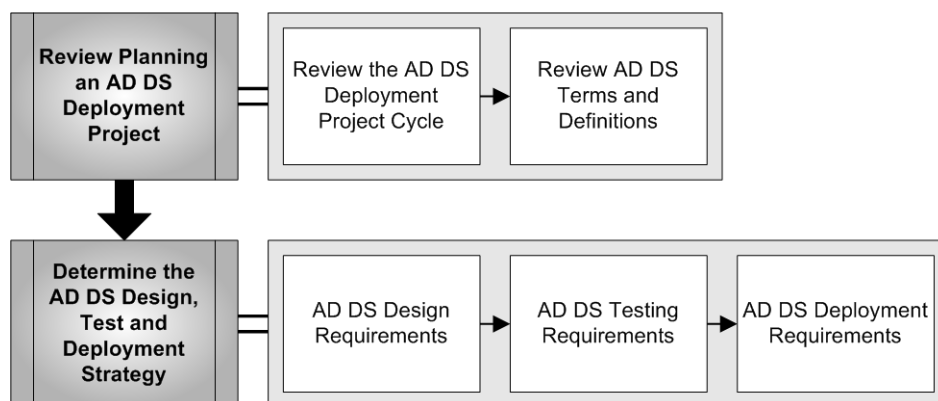 Review Planning
an AD DS
Deployment
Project
Review the AD DS
Deployment
Project Cycle
Review AD DS
Terms and
Definitions
Determine the
AD DS Design,
Test and
Deployment
Strategy
AD DS Design
Requirements
AD DS Testing
Requirements
AD DS Deployment
Requirements